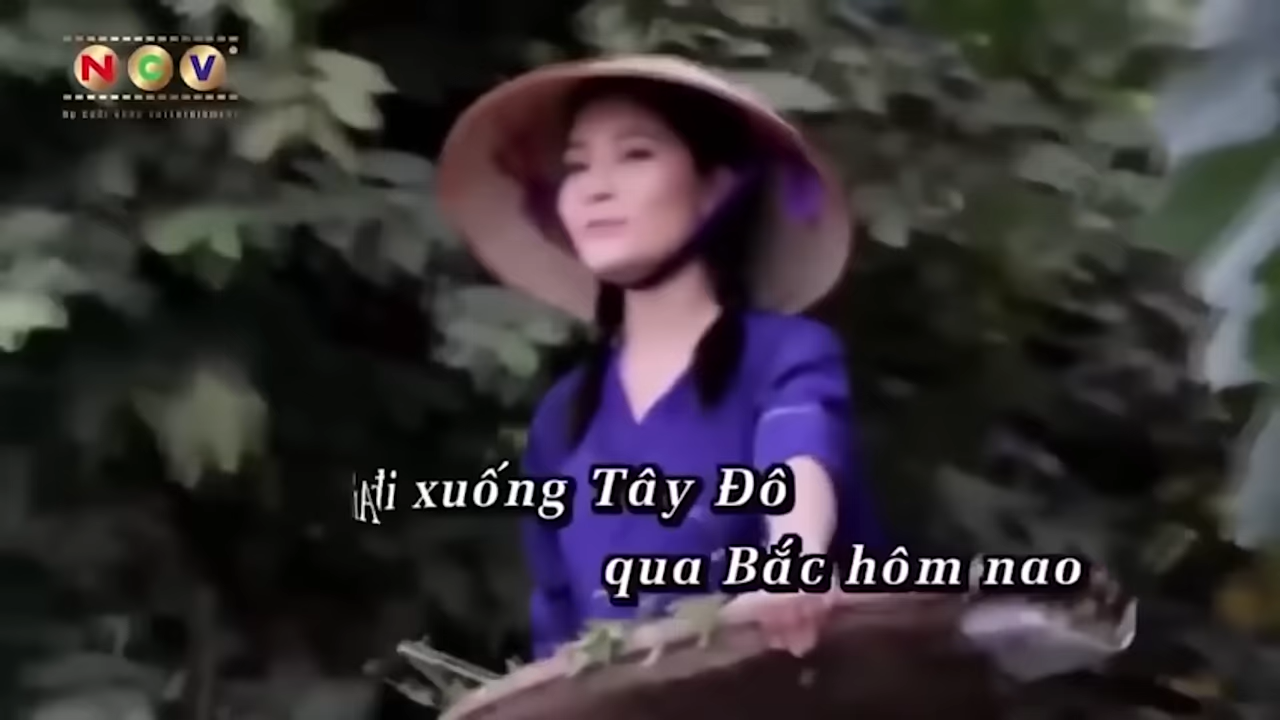 NCV
đi xuống Tây Đô
qua Bắc hôm nao